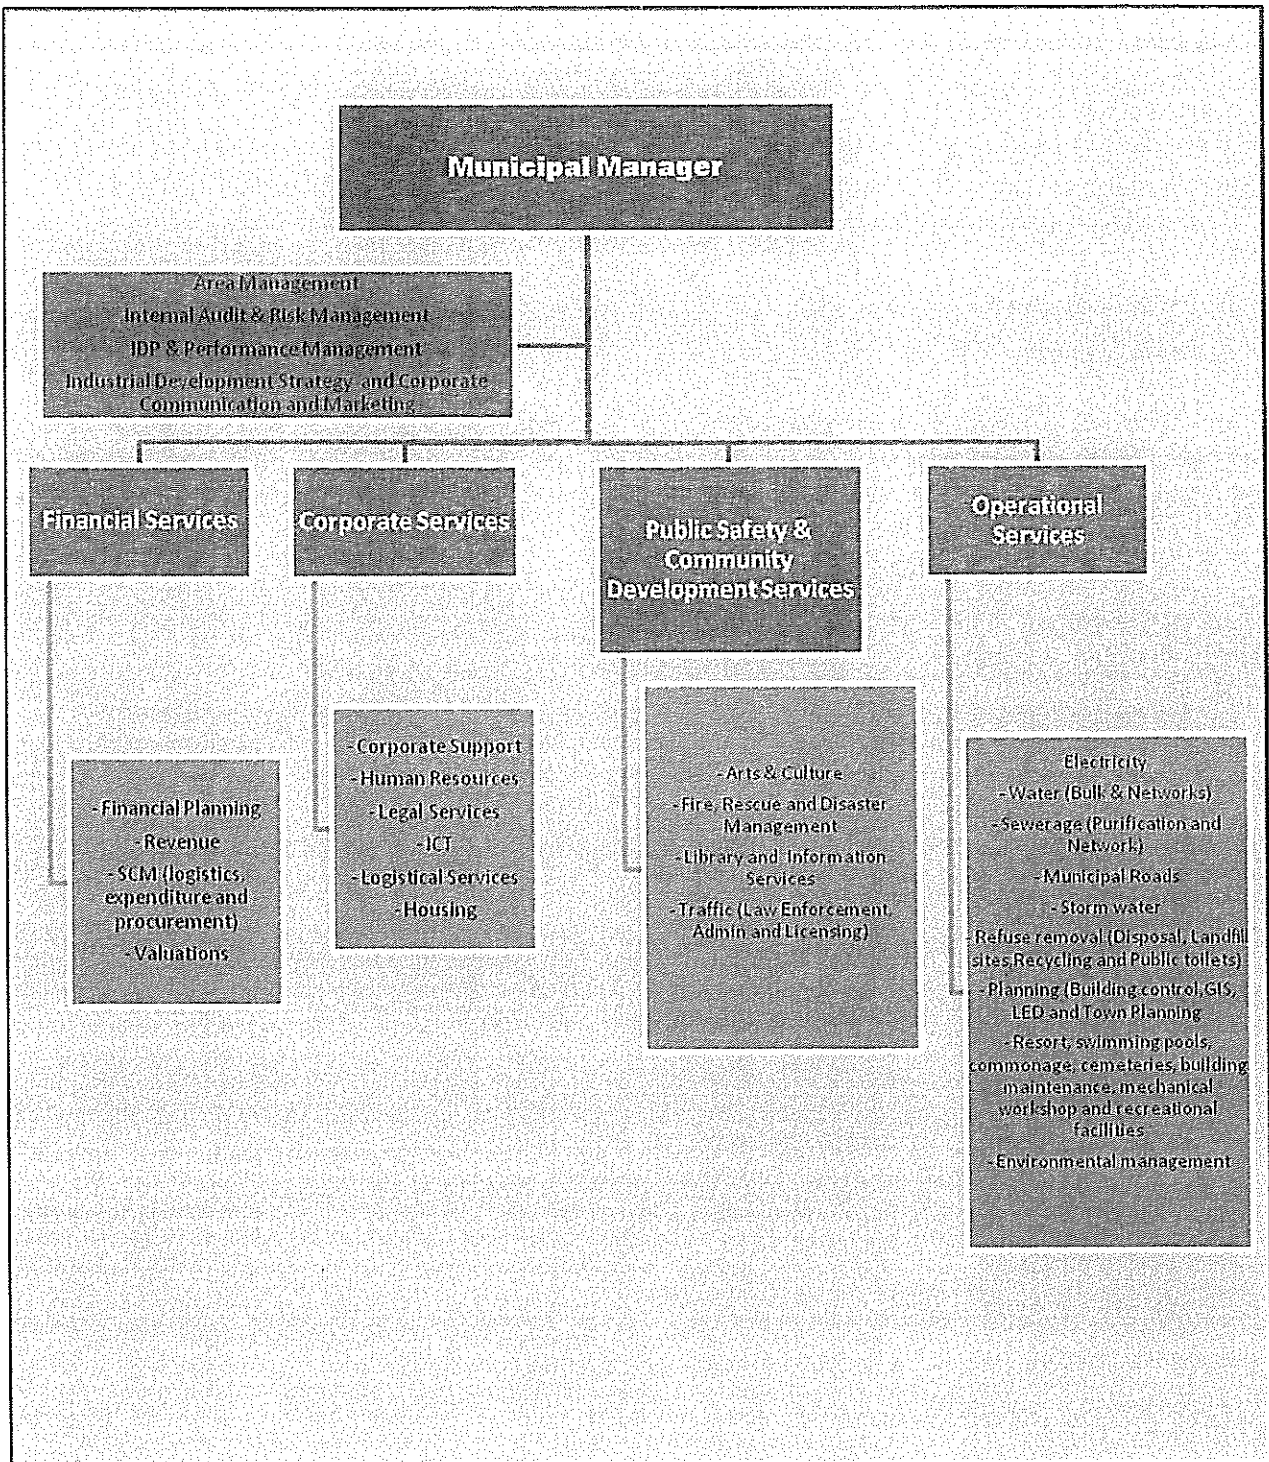 Municipal Manager
Area Management
Internal Audit & Risk Management
IDP & Performance Management
Industrial Development Strategy and Corporate
Communication and Marketing
Financial Services
-Financial Planning
-Revenue
-SCM (logistics,
expenditure and
procurement)
-Valuations
Corporate Services
-Corporate Support
-Human Resources
-Legal Services
-ICT
-Logistical Services
-Housing
Public Safety &
Community
Development Services
-Arts & Culture
-Fire, Rescue and Disaster
Management
-Library and Information
Services
-Traffic (Law Enforcement,
Admin and Licensing)
Operational
Services
Electricity
-Water (Bulk & Networks)
-Sewerage (Purification and
Network)
-Municipal Roads
-Storm water
-Refuse removal (Disposal, Landfill
sites,Recycling and Public toilets)
-Planning (Building control,GIS,
LED and Town Planning
-Resort, swimming pools,
commonage, cemeteries, building
maintenance, mechanical
workshop and recreational
facilities
-Environmental management